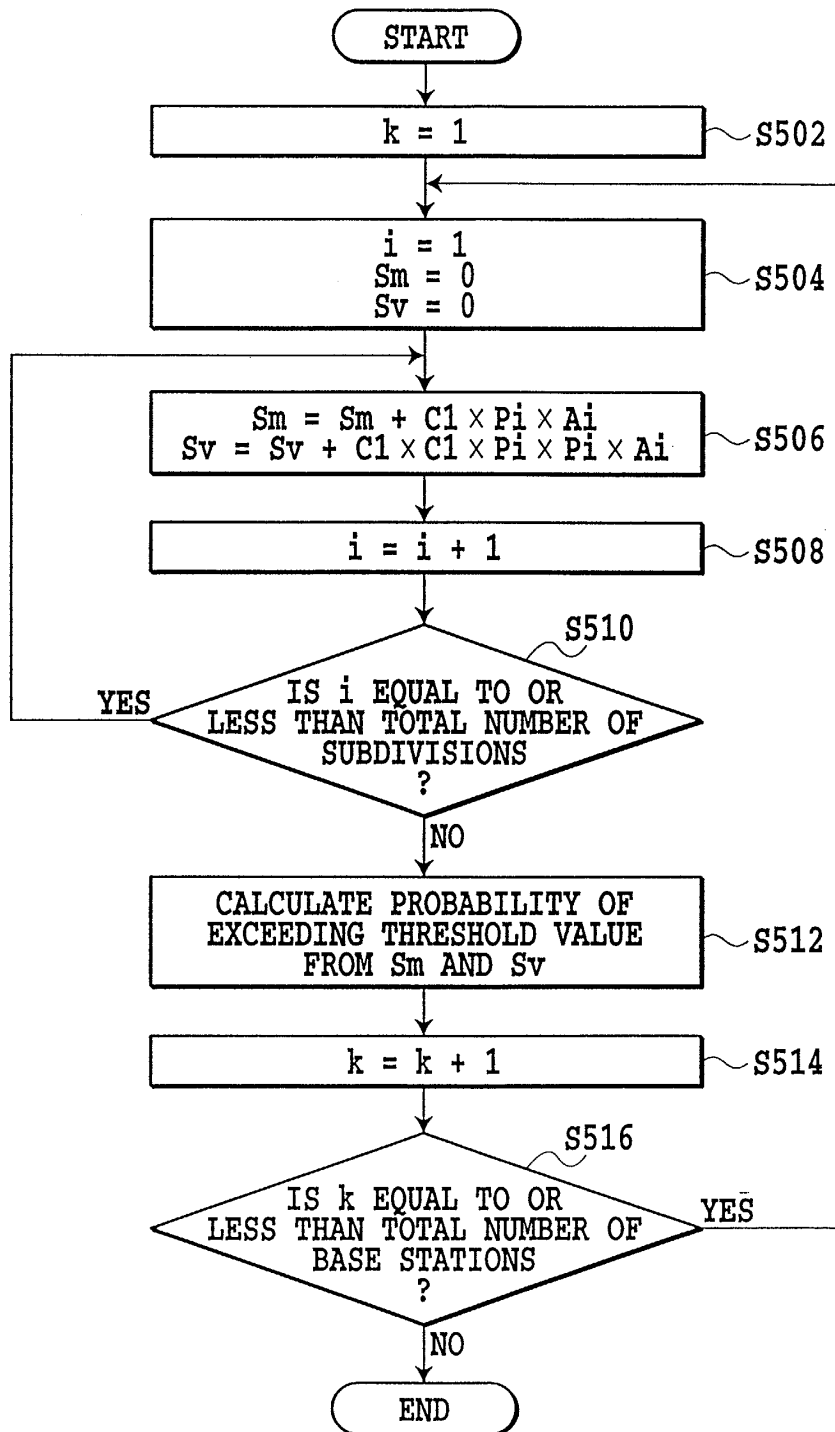 START
k = 1
S502
i = 1
Sm = 0
Sv = 0
S504
Sm = Sm + C1 × Pi × Ai
Sv = Sv + C1 × C1 × Pi × Pi × Ai
S506
i = i + 1
S508
S510
IS i EQUAL TO OR
LESS THAN TOTAL NUMBER OF
SUBDIVISIONS
?
YES
NO
CALCULATE PROBABILITY OF
EXCEEDING THRESHOLD VALUE
FROM Sm AND Sv
S512
k = k + 1
S514
S516
IS k EQUAL TO OR
LESS THAN TOTAL NUMBER OF
BASE STATIONS
?
YES
NO
END